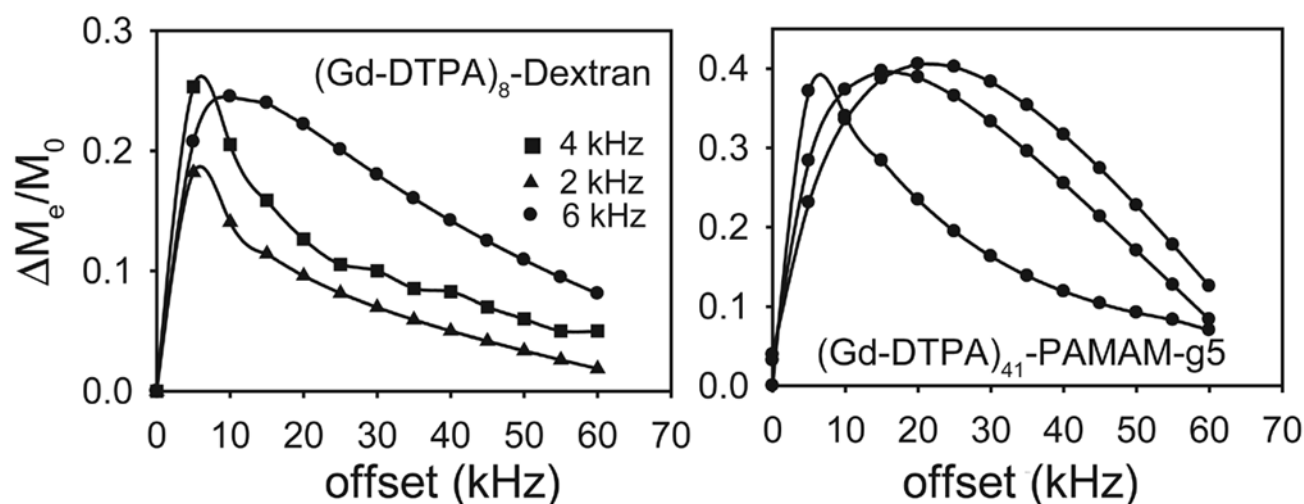 ΔMe/M0
0.3
0.2
0.1
0.0
(Gd-DTPA)8-Dextran
4 kHz
2 kHz
6 kHz
0 10 20 30 40 50 60 70
offset (kHz)
0.4
0.3
0.2
0.1
0.0
(Gd-DTPA)41-PAMAM-g5
0 10 20 30 40 50 60 70
offset (kHz)